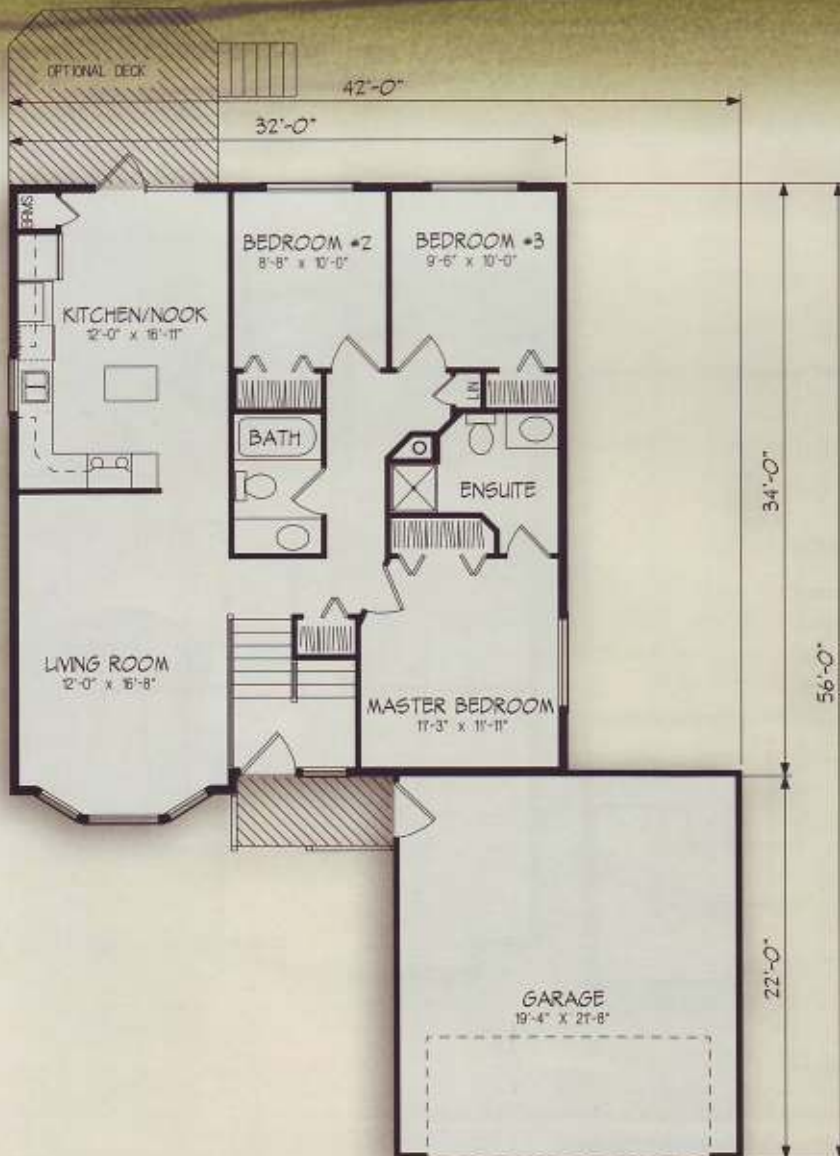 OPTIONAL DECK
42'-0"
32'-0"
BRMS
BEDROOM #2
8'-8" x 10'-0"
BEDROOM #3
9'-6" x 10'-0"
KITCHEN/NOOK
12'-0" x 16'-11"
LIN
BATH
ENSUITE
34'-0"
LIVING ROOM
12'-0" x 16'-8"
MASTER BEDROOM
11'-3" x 11'-11"
56'-0"
GARAGE
19'-4" X 21'-8"
22'-0"